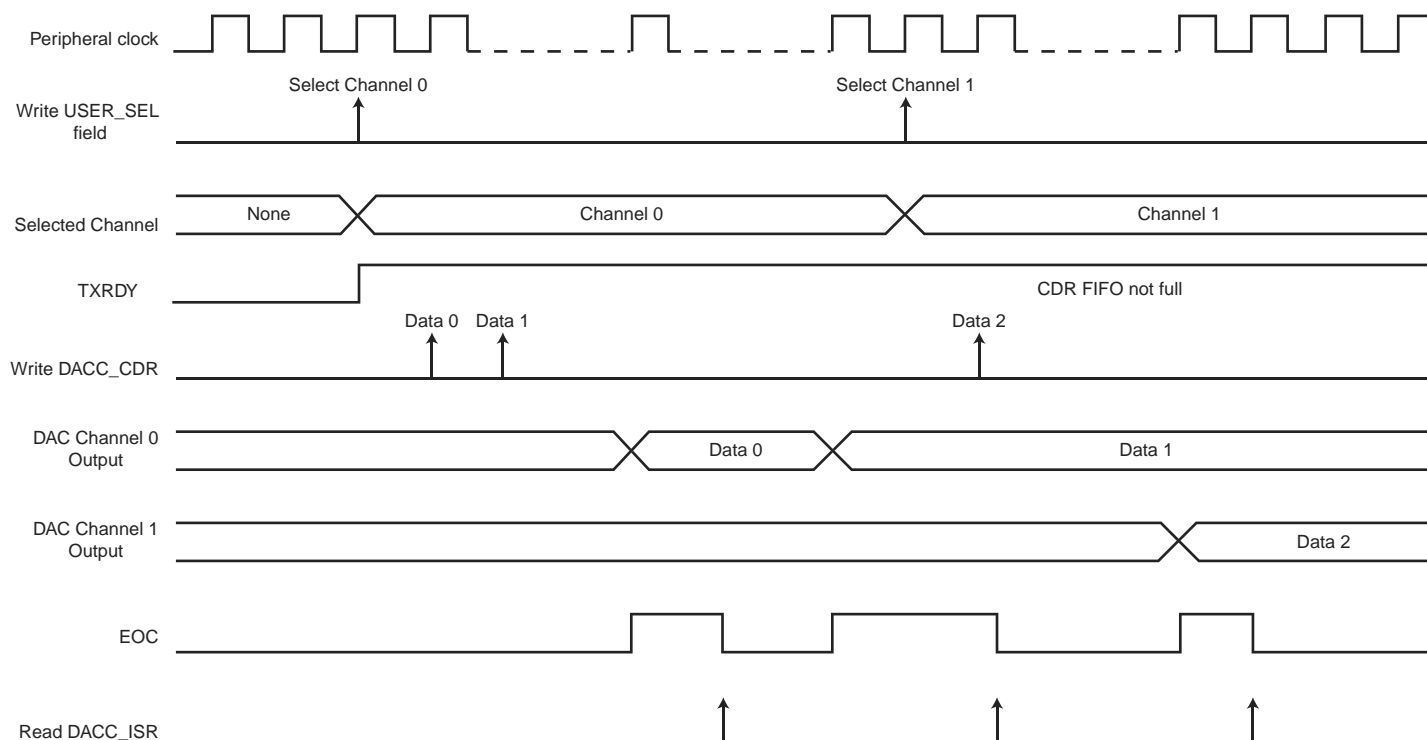 Peripheral clock
Select Channel 0
Select Channel 1
Write USER_SEL
field
Selected Channel
None
Channel 0
Channel 1
TXRDY
CDR FIFO not full
Data 0
Data 1
Data 2
Write DACC_CDR
DAC Channel 0
Output
Data 0
Data 1
DAC Channel 1
Output
Data 2
EOC
Read DACC_ISR